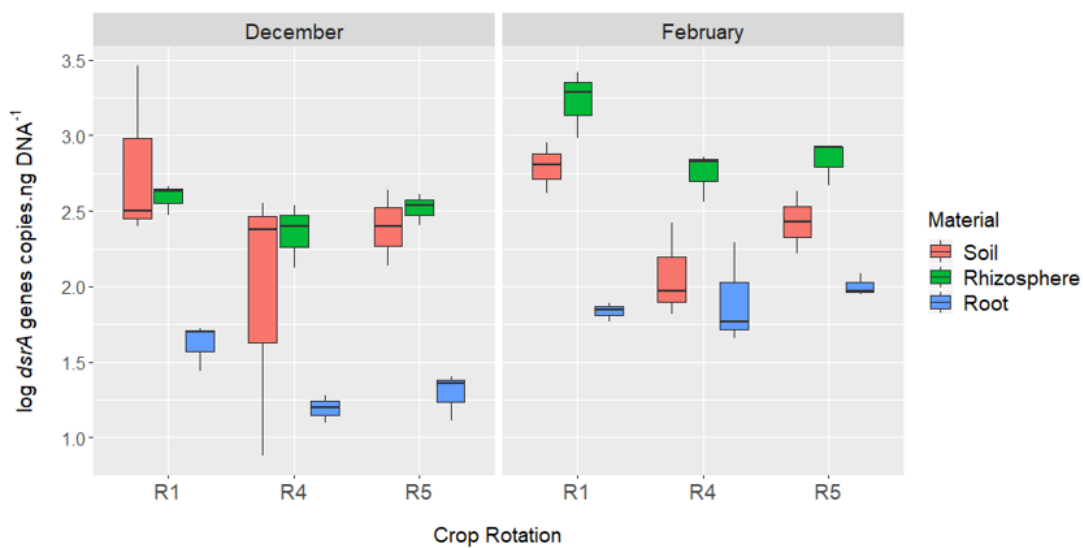 December
February
log dsrA genes copies.ng DNA⁻¹
3.5
3.0
2.5
2.0
1.5
1.0
R1 R4 R5
R1 R4 R5
Crop Rotation
Material
Soil
Rhizosphere
Root